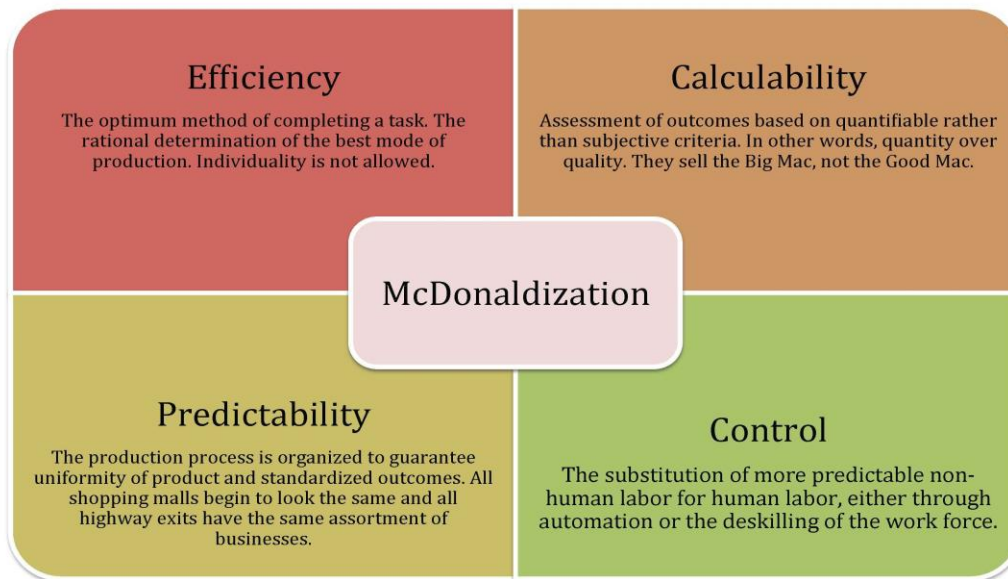 Efficiency
The optimum method of completing a task. The
rational determination of the best mode of
production. Individuality is not allowed.
Calculability
Assessment of outcomes based on quantifiable rather
than subjective criteria. In other words, quantity over
quality. They sell the Big Mac, not the Good Mac.
McDonaldization
Predictability
The production process is organized to guarantee
uniformity of product and standardized outcomes. All
shopping malls begin to look the same and all
highway exits have the same assortment of
businesses.
Control
The substitution of more predictable non-
human labor for human labor, either through
automation or the deskilling of the work force.